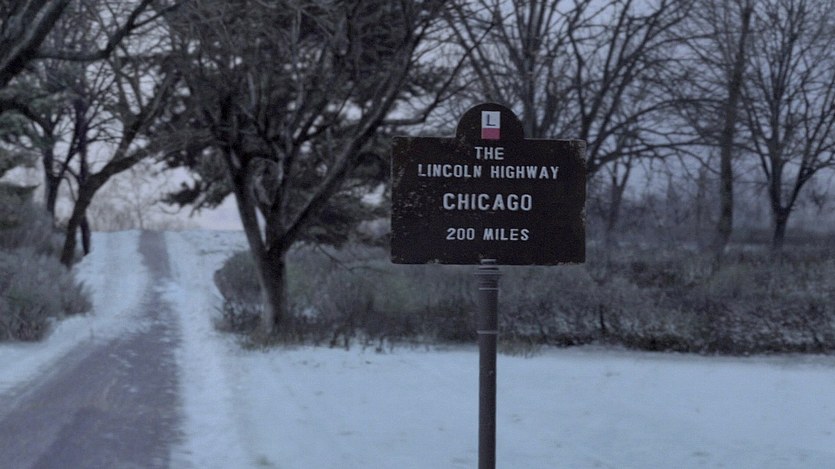 L
THE
LINCOLN HIGHWAY
CHICAGO
200 MILES